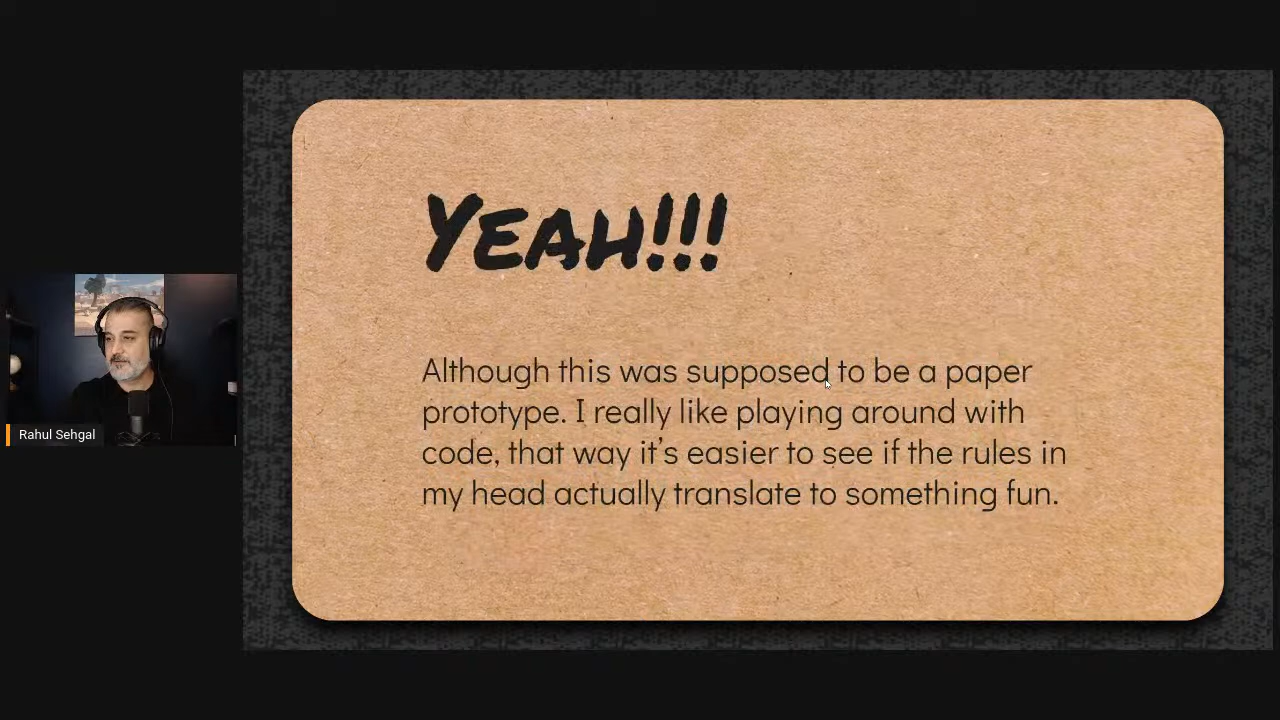 YEAH!!!
Although this was supposed to be a paper
prototype. I really like playing around with
code, that way it's easier to see if the rules in
my head actually translate to something fun.
Rahul Sehgal